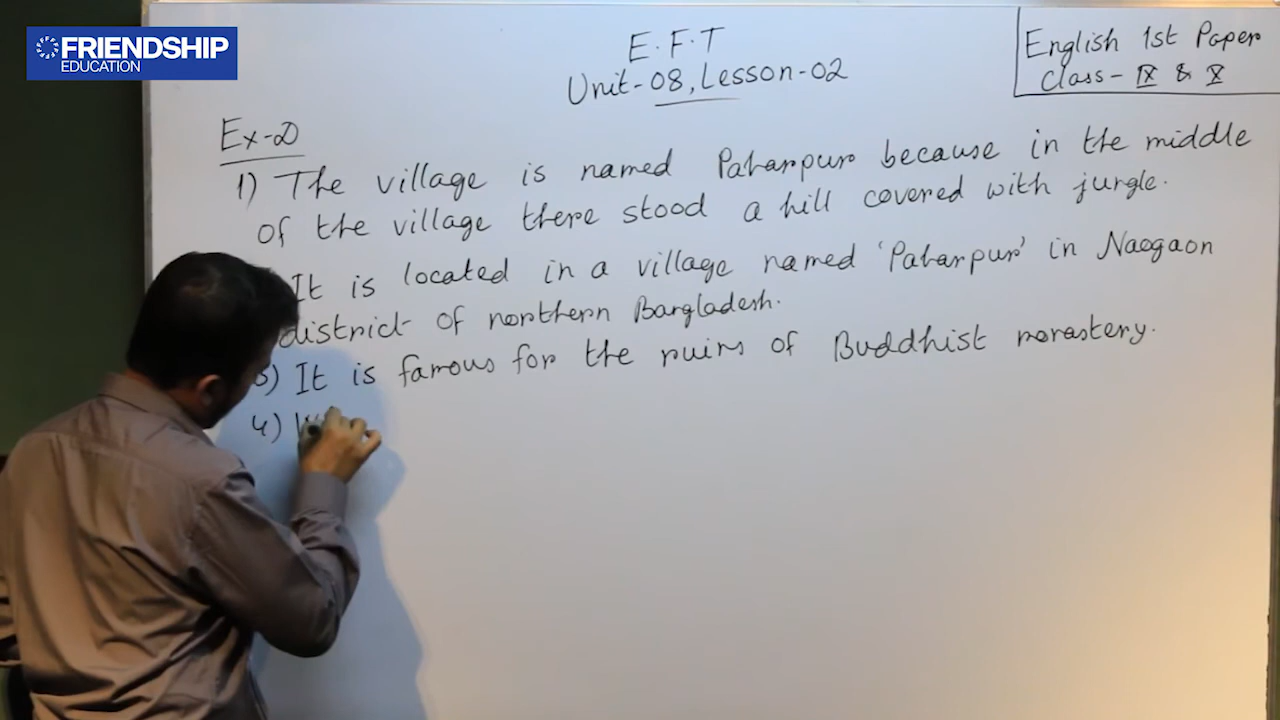 FRIENDSHIP
EDUCATION
E.F.T
Unit-08, Lesson-02
English 1st Paper
Class- IX & X
Ex-D
1) The village is named Paharpur because in the middle
of the village there stood a hill covered with jungle.
It is located in a village named 'Paharpur' in Naogaon
district of northern Bangladesh.
3) It is famous for the ruins of Buddhist monastery.
4)